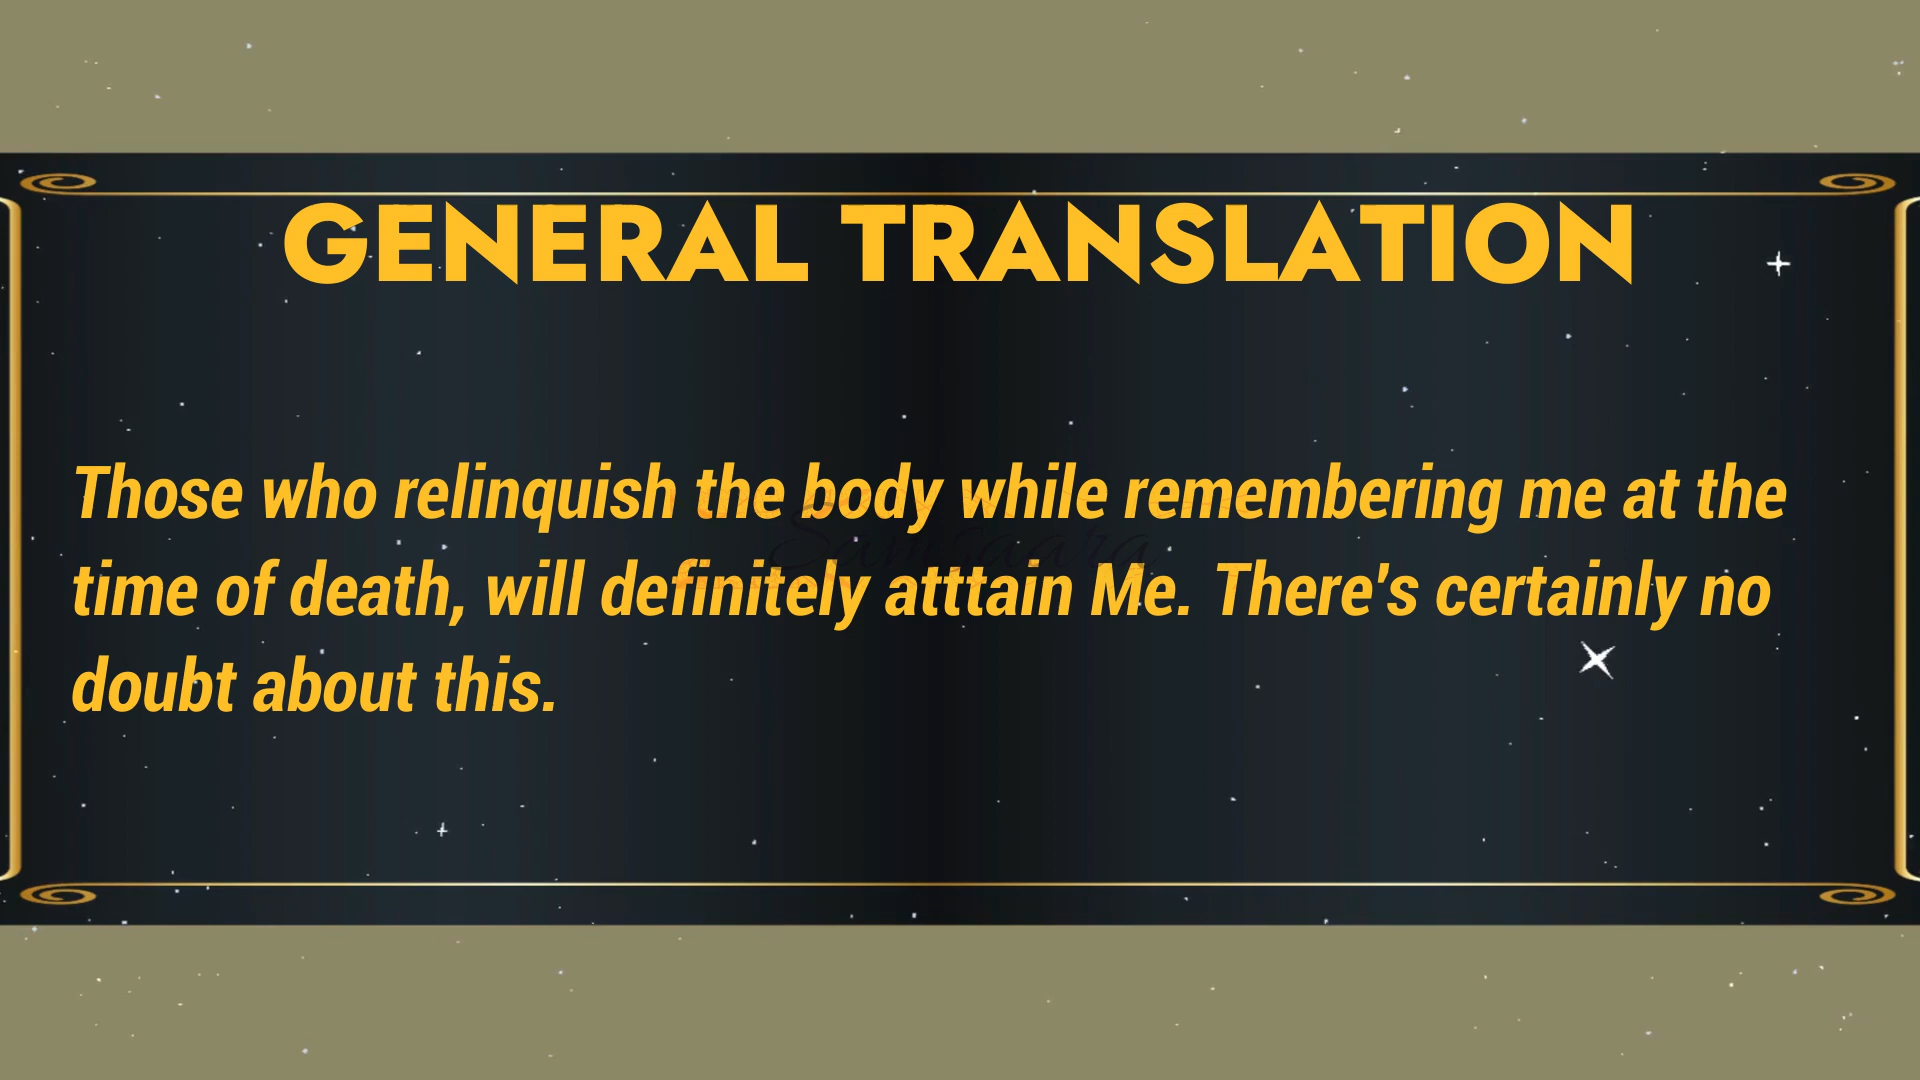 GENERAL TRANSLATION
Those who relinquish the body while remembering me at the
time of death, will definitely atttain Me. There's certainly no
doubt about this.
Samsaara